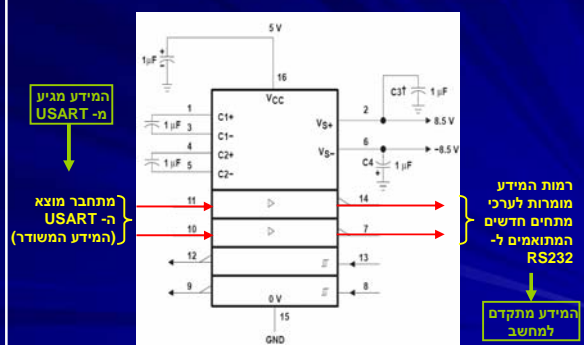 המידע מגיע
מ- USART
מתחבר מוצא
ה- USART
(המידע המשודר)
5 V
1µF
16
VCC
1
C1+
1 µF
3
C1−
4
C2+
1 µF
5
C2−
2
VS+
C3†
1 µF
8.5 V
6
VS−
−8.5 V
C4
1 µF
11
14
10
7
12
13
9
8
0 V
15
GND
רמות המידע
מומרות לערכי
מתחים חדשים
המתואמים ל-
RS232
המידע מתקדם
למחשב